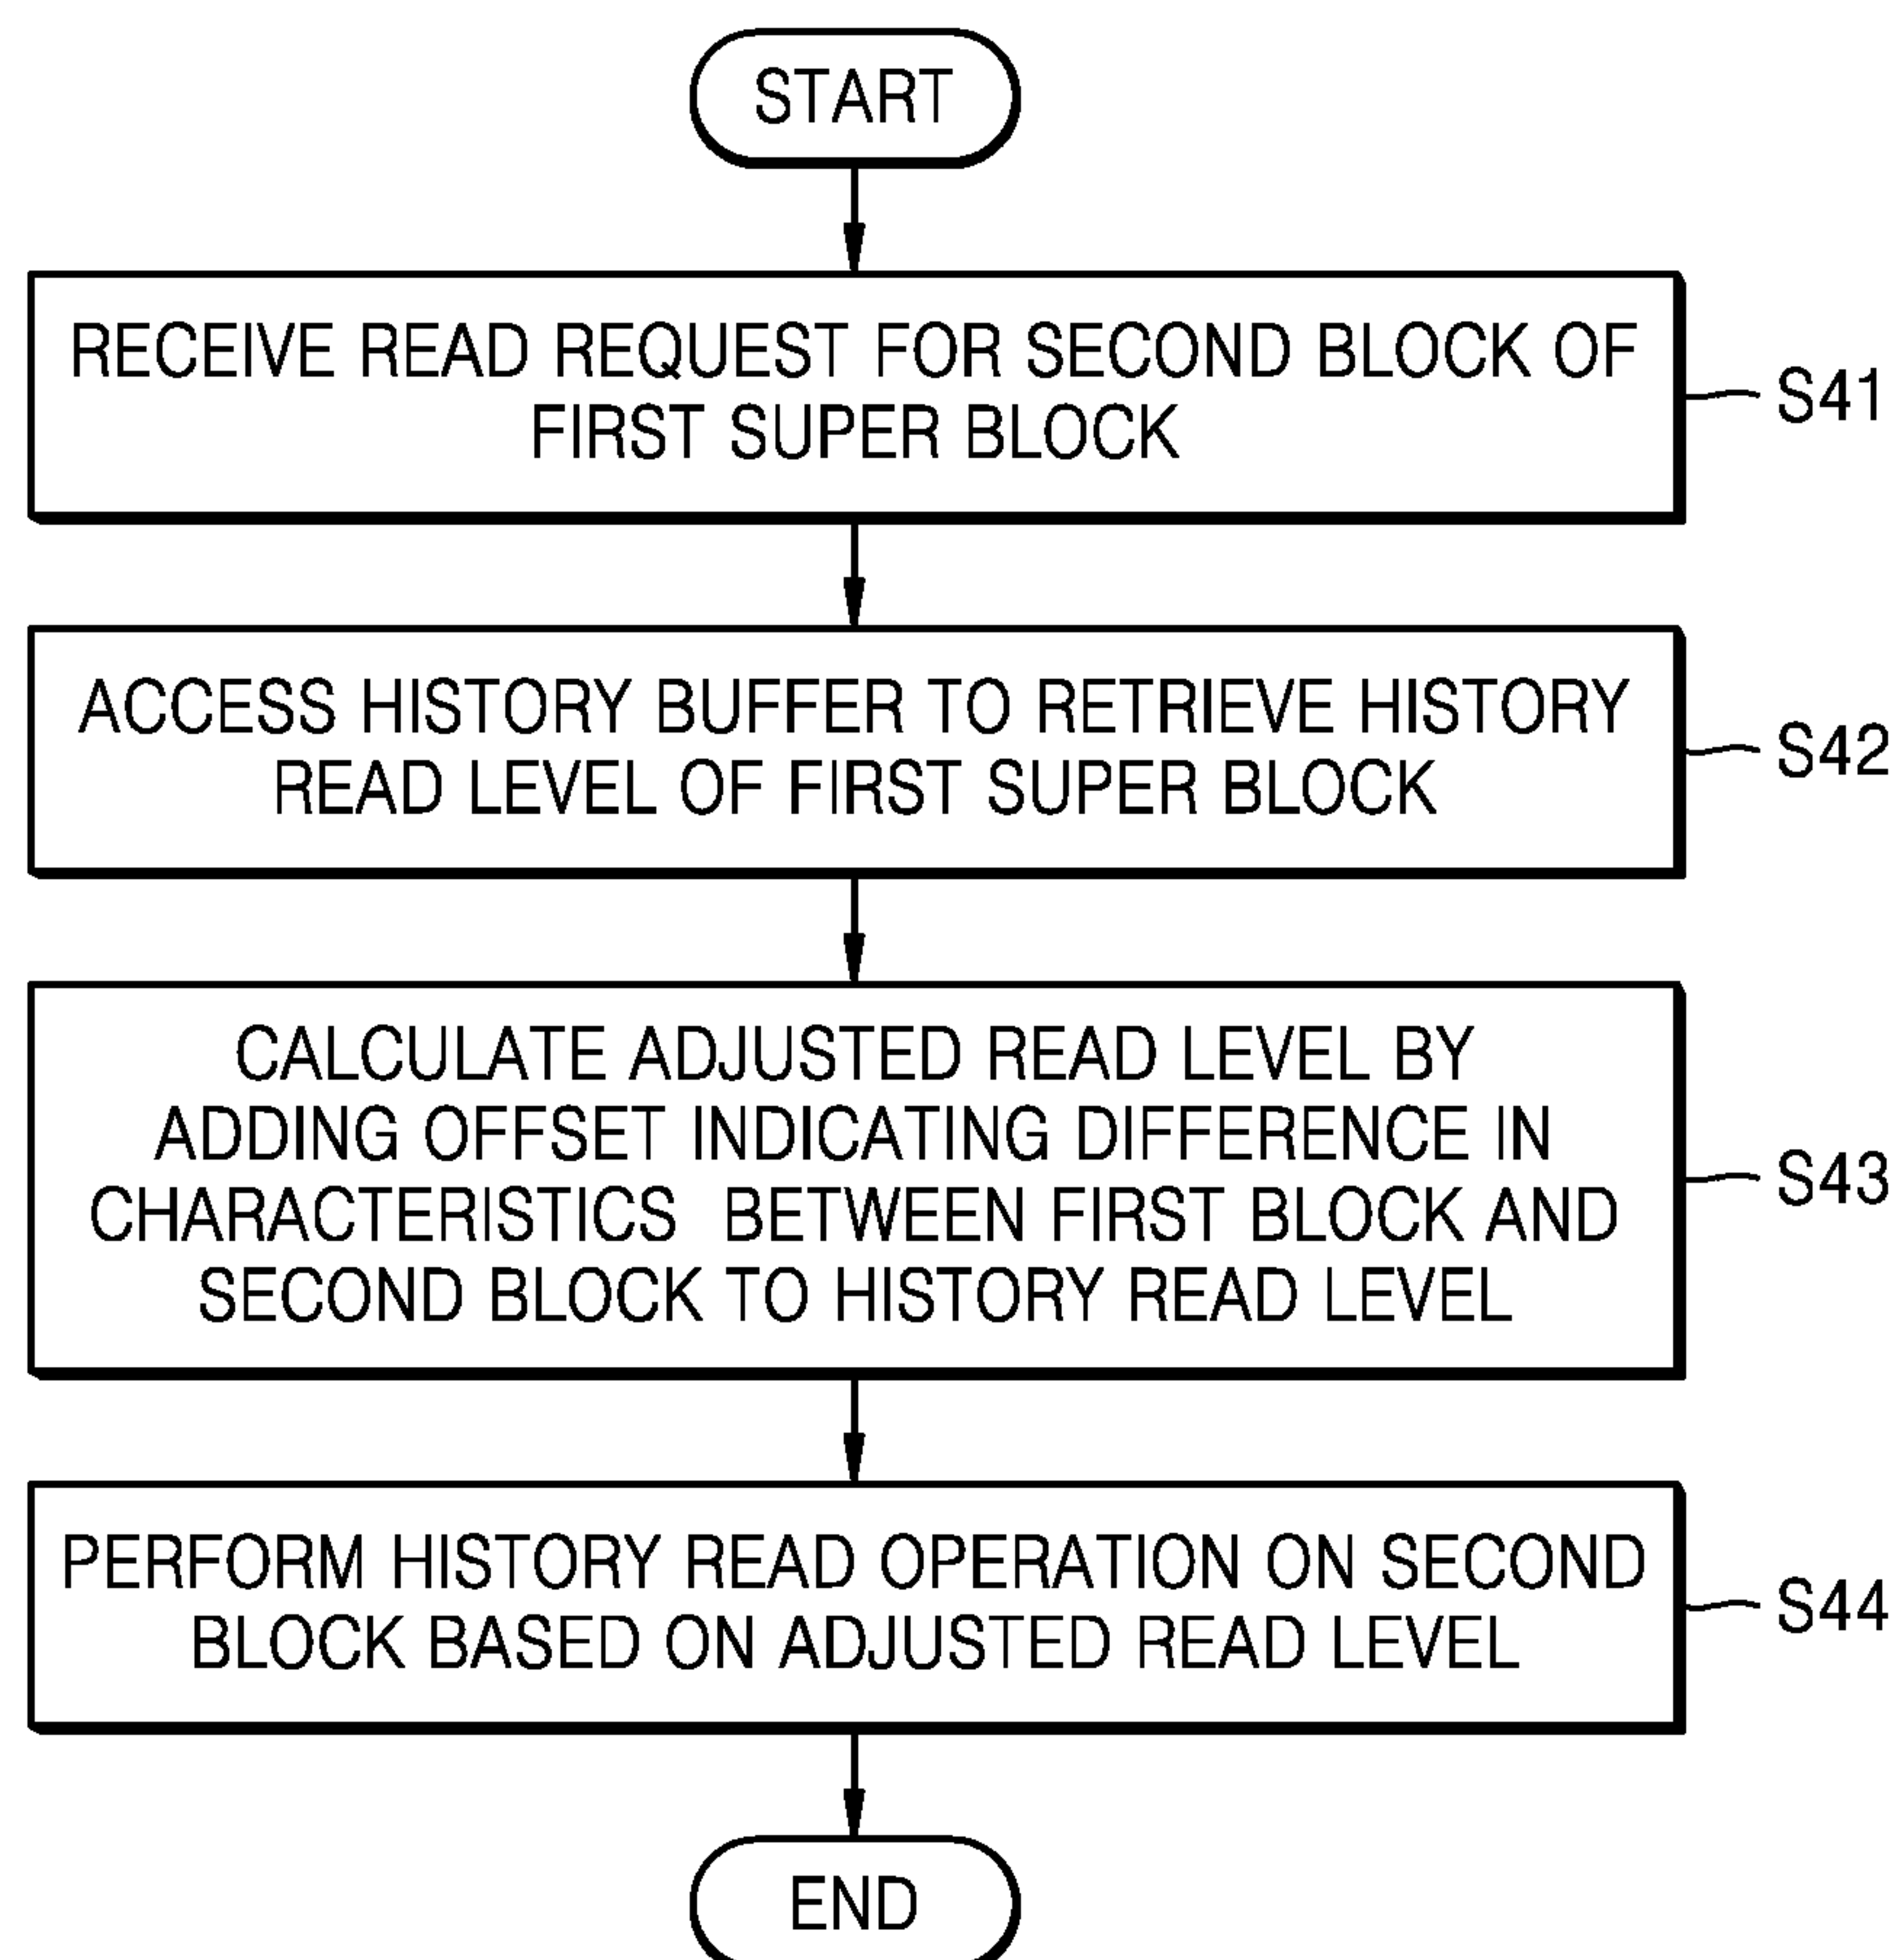 START
RECEIVE READ REQUEST FOR SECOND BLOCK OF
FIRST SUPER BLOCK
S41
ACCESS HISTORY BUFFER TO RETRIEVE HISTORY
READ LEVEL OF FIRST SUPER BLOCK
S42
CALCULATE ADJUSTED READ LEVEL BY
ADDING OFFSET INDICATING DIFFERENCE IN
CHARACTERISTICS BETWEEN FIRST BLOCK AND
SECOND BLOCK TO HISTORY READ LEVEL
S43
PERFORM HISTORY READ OPERATION ON SECOND
BLOCK BASED ON ADJUSTED READ LEVEL
S44
END